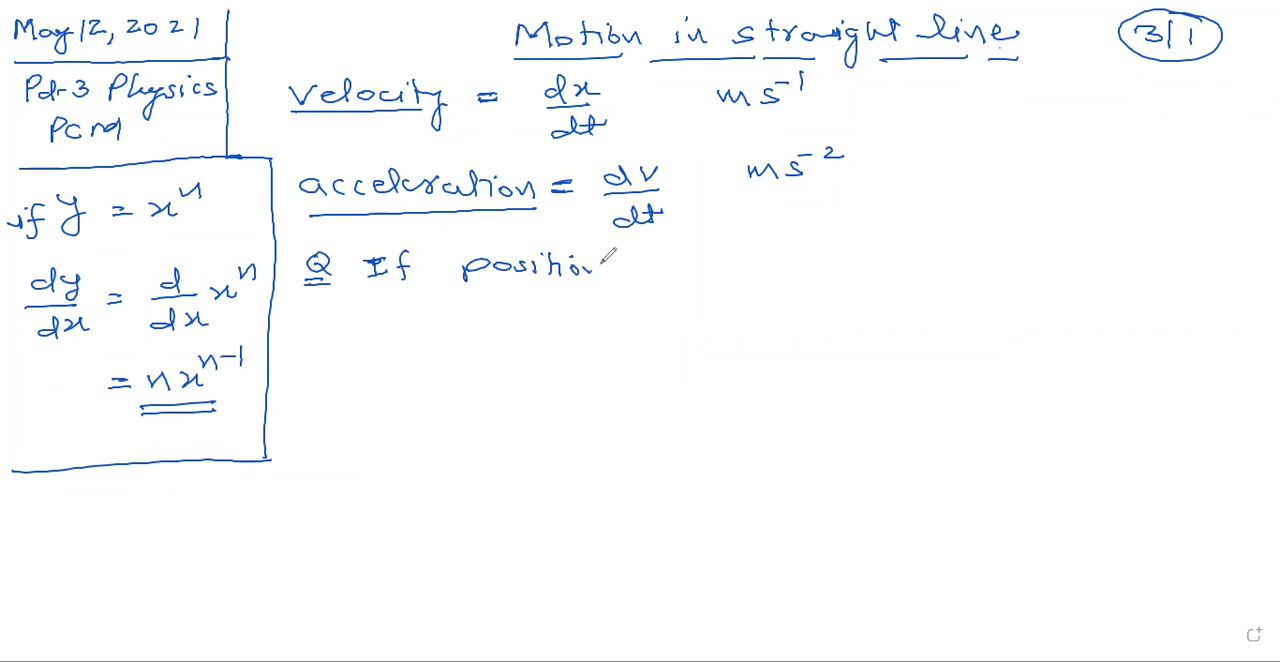 May 12, 2021
Motion in straight line
3/1
Pd-3 Physics
Velocity = dx/dt ms⁻¹
acceleration = dv/dt ms⁻²
if y = xⁿ
dy/dx = d/dx xⁿ
= nxⁿ⁻¹
Q If position